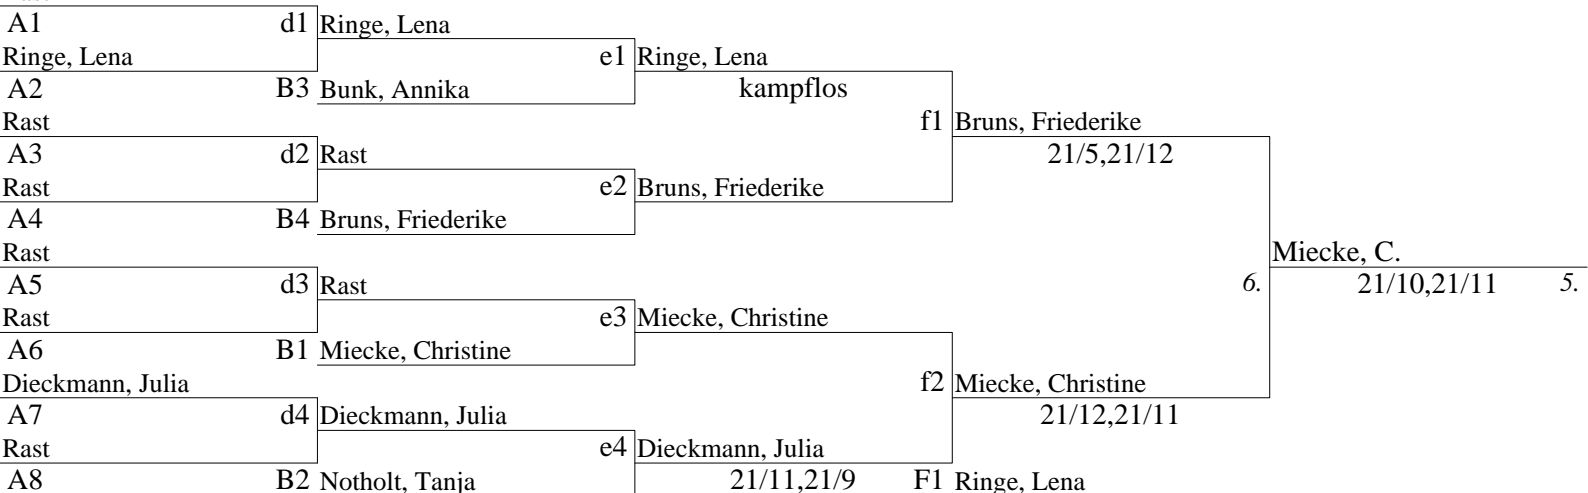 A1 d1 Ringe, Lena
Ringe, Lena e1 Ringe, Lena
A2 B3 Bunk, Annika kampflos
Rast f1 Bruns, Friederike
A3 d2 Rast 21/5,21/12
Rast e2 Bruns, Friederike
A4 B4 Bruns, Friederike
Rast Miecke, C.
A5 d3 Rast 6. 21/10,21/11 5.
Rast e3 Miecke, Christine
A6 B1 Miecke, Christine
Dieckmann, Julia f2 Miecke, Christine
A7 d4 Dieckmann, Julia 21/12,21/11
Rast e4 Dieckmann, Julia
A8 B2 Notholt, Tanja 21/11,21/9 F1 Ringe, Lena